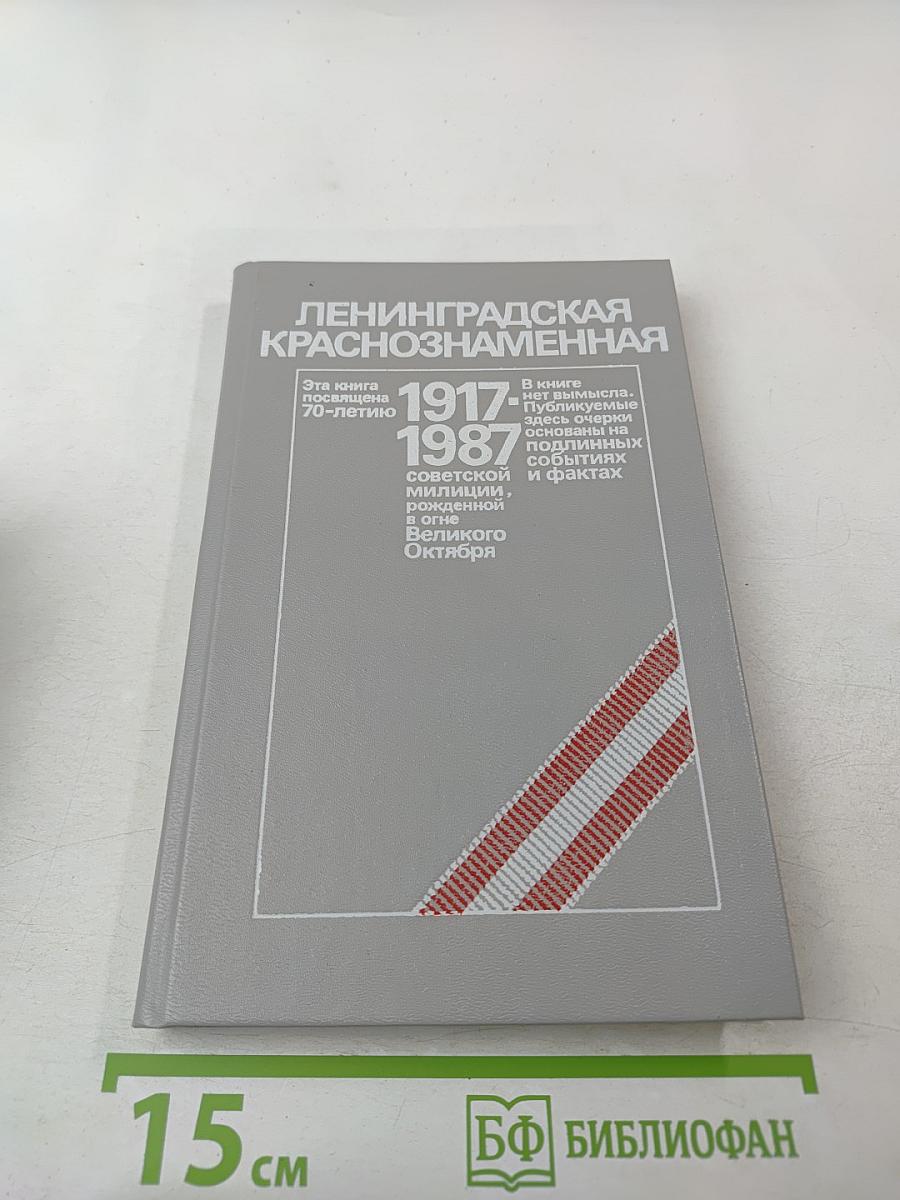 ЛЕНИНГРАДСКАЯ
КРАСНОЗНАМЕННАЯ
Эта книга
посвящена
70-летию
1917-
1987
советской
милиции,
рожденной
в огне
Великого
Октября
В книге
нет вымысла.
Публикуемые
здесь очерки
основаны на
подлинных
событиях
и фактах
15 см
БФ БИБЛИОФАН